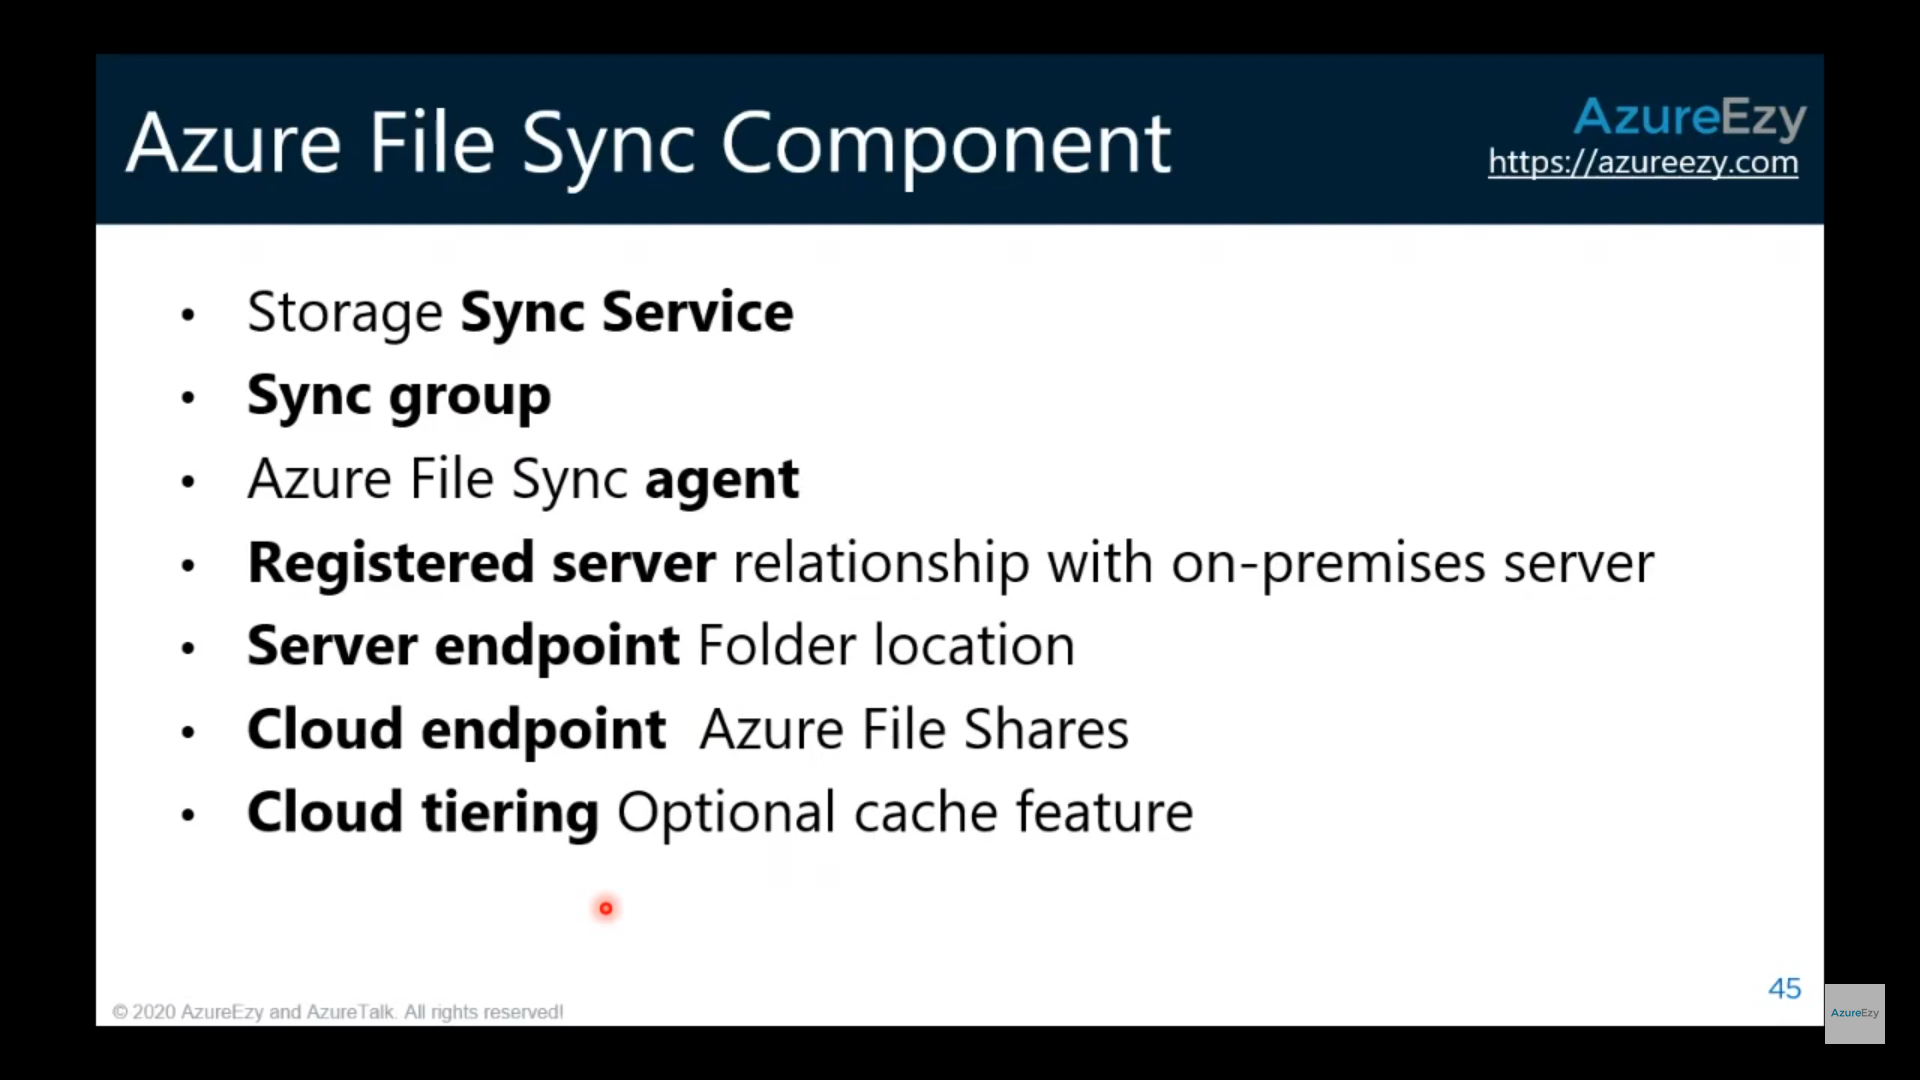 Azure File Sync Component
AzureEzy
https://azureezy.com
• Storage Sync Service
• Sync group
• Azure File Sync agent
• Registered server relationship with on-premises server
• Server endpoint Folder location
• Cloud endpoint  Azure File Shares
• Cloud tiering Optional cache feature
© 2020 AzureEzy and AzureTalk. All rights reserved!
45
AzureEzy